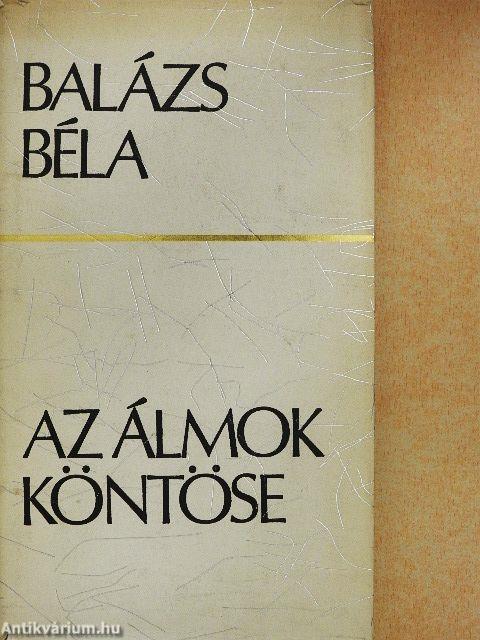 BALÁZS
BÉLA
AZ ÁLMOK
KÖNTÖSE
Antikvárium.hu